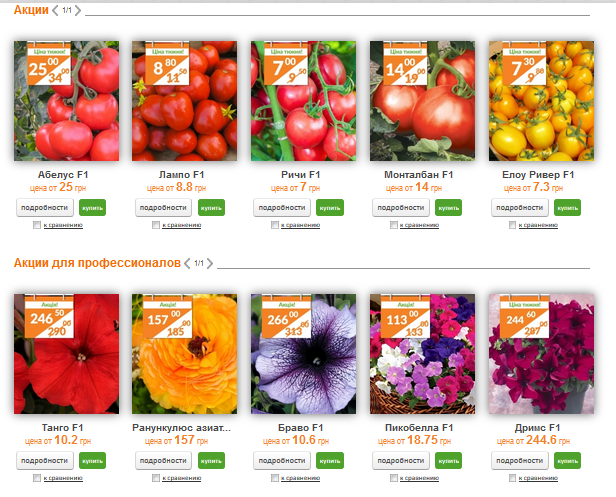 Акции 1/1
Ціна тижня! Ціна тижня! Ціна тижня! Ціна тижня! Ціна тижня!
25 00 8 80 7 00 14 00 7 30
34 00 11 9 50 19 00 9 88
Абелус F1 Лампо F1 Ричи F1 Монталбан F1 Елоу Ривер F1
цена от 25 грн цена от 8.8 грн цена от 7 грн цена от 14 грн цена от 7.3 грн
подробности купить подробности купить подробности купить подробности купить подробности купить
к сравнению к сравнению к сравнению к сравнению к сравнению
Акции для профессионалов 1/1
Акція! Акція! Акція! Акція! Ціна тижня!
246 50 157 00 266 00 113 00 244 60
290 00 185 00 313 00 133 00 287 00
Танго F1 Ранункулюс азиат... Браво F1 Пикобелла F1 Дримс F1
цена от 10.2 грн цена от 157 грн цена от 10.6 грн цена от 18.75 грн цена от 244.6 грн
подробности купить подробности купить подробности купить подробности купить подробности купить
к сравнению к сравнению к сравнению к сравнению к сравнению